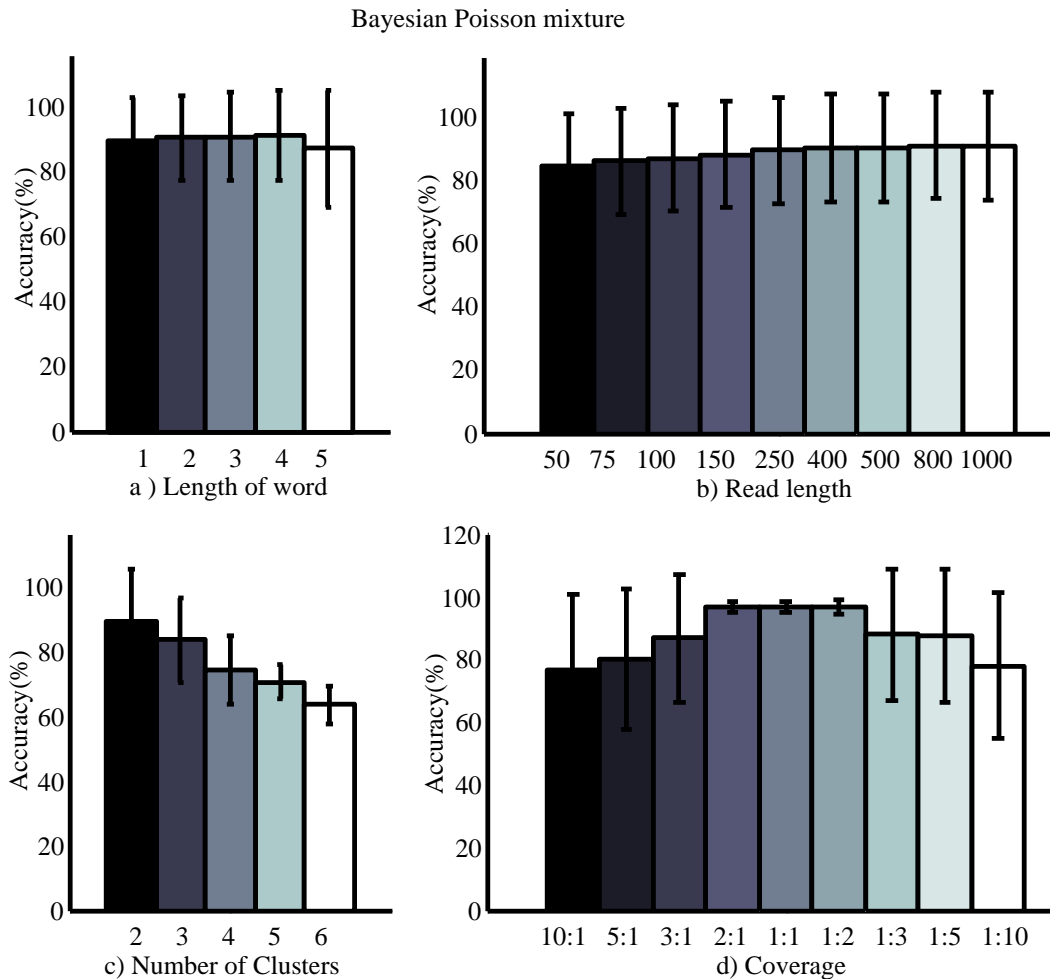 Bayesian Poisson mixture
100
80
60
40
20
0
Accuracy(%)
1 2 3 4 5
a ) Length of word
100
80
60
40
20
0
Accuracy(%)
50 75 100 150 250 400 500 800 1000
b) Read length
100
80
60
40
20
0
Accuracy(%)
2 3 4 5 6
c) Number of Clusters
120
100
80
60
40
20
0
Accuracy(%)
10:1 5:1 3:1 2:1 1:1 1:2 1:3 1:5 1:10
d) Coverage